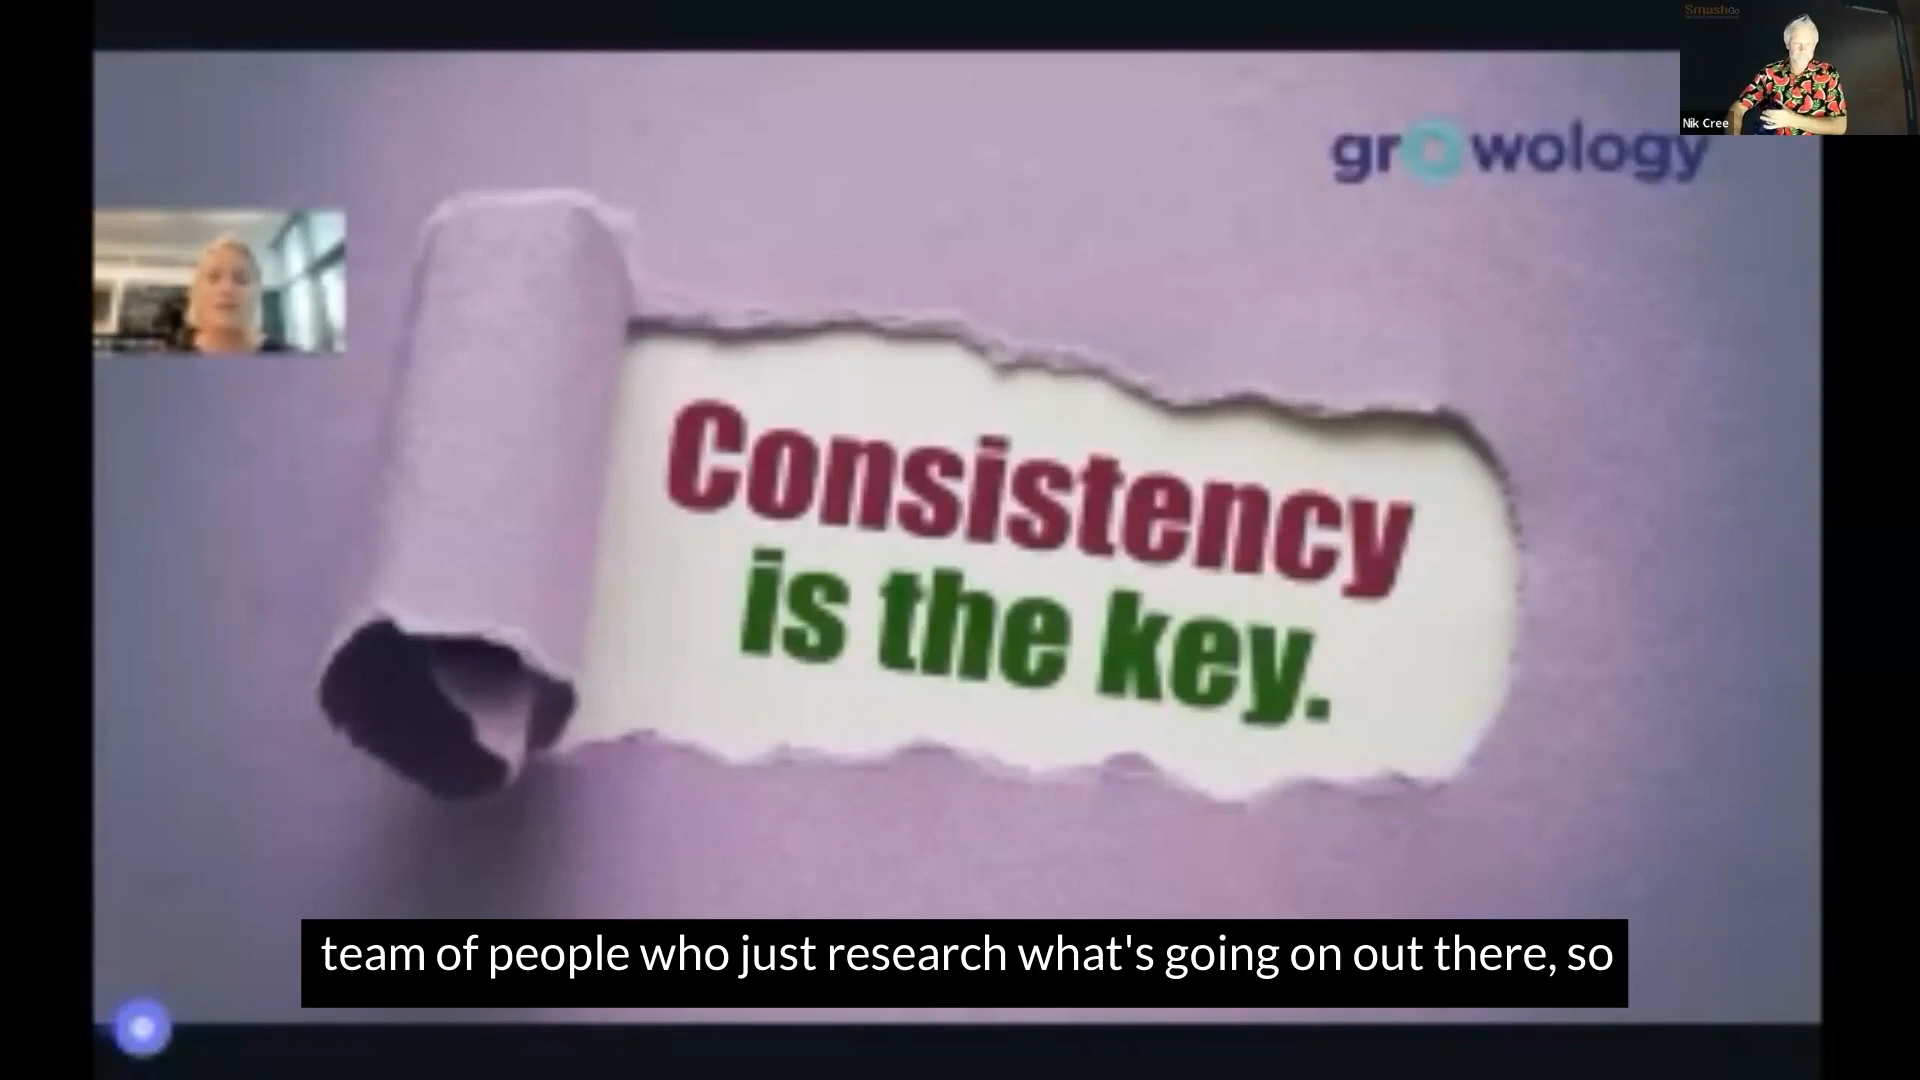 SmashGo
Nik Cree
growology
Consistency
is the key.
team of people who just research what's going on out there, so